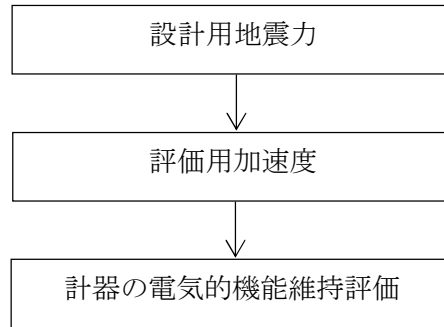 設計用地震力
評価用加速度
計器の電気的機能維持評価